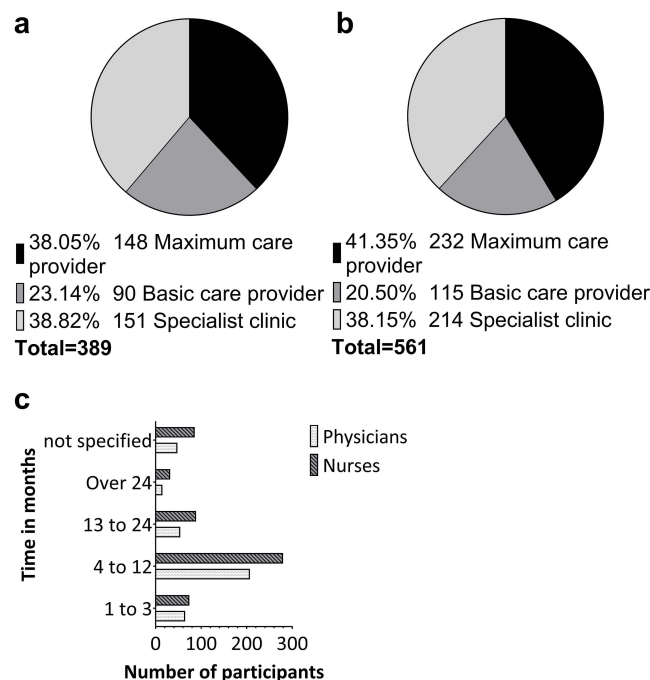 a
38.05% 148 Maximum care
provider
23.14% 90 Basic care provider
38.82% 151 Specialist clinic
Total=389
b
41.35% 232 Maximum care
provider
20.50% 115 Basic care provider
38.15% 214 Specialist clinic
Total=561
c
Time in months
not specified
Over 24
13 to 24
4 to 12
1 to 3
0 100 200 300
Number of participants
Physicians
Nurses